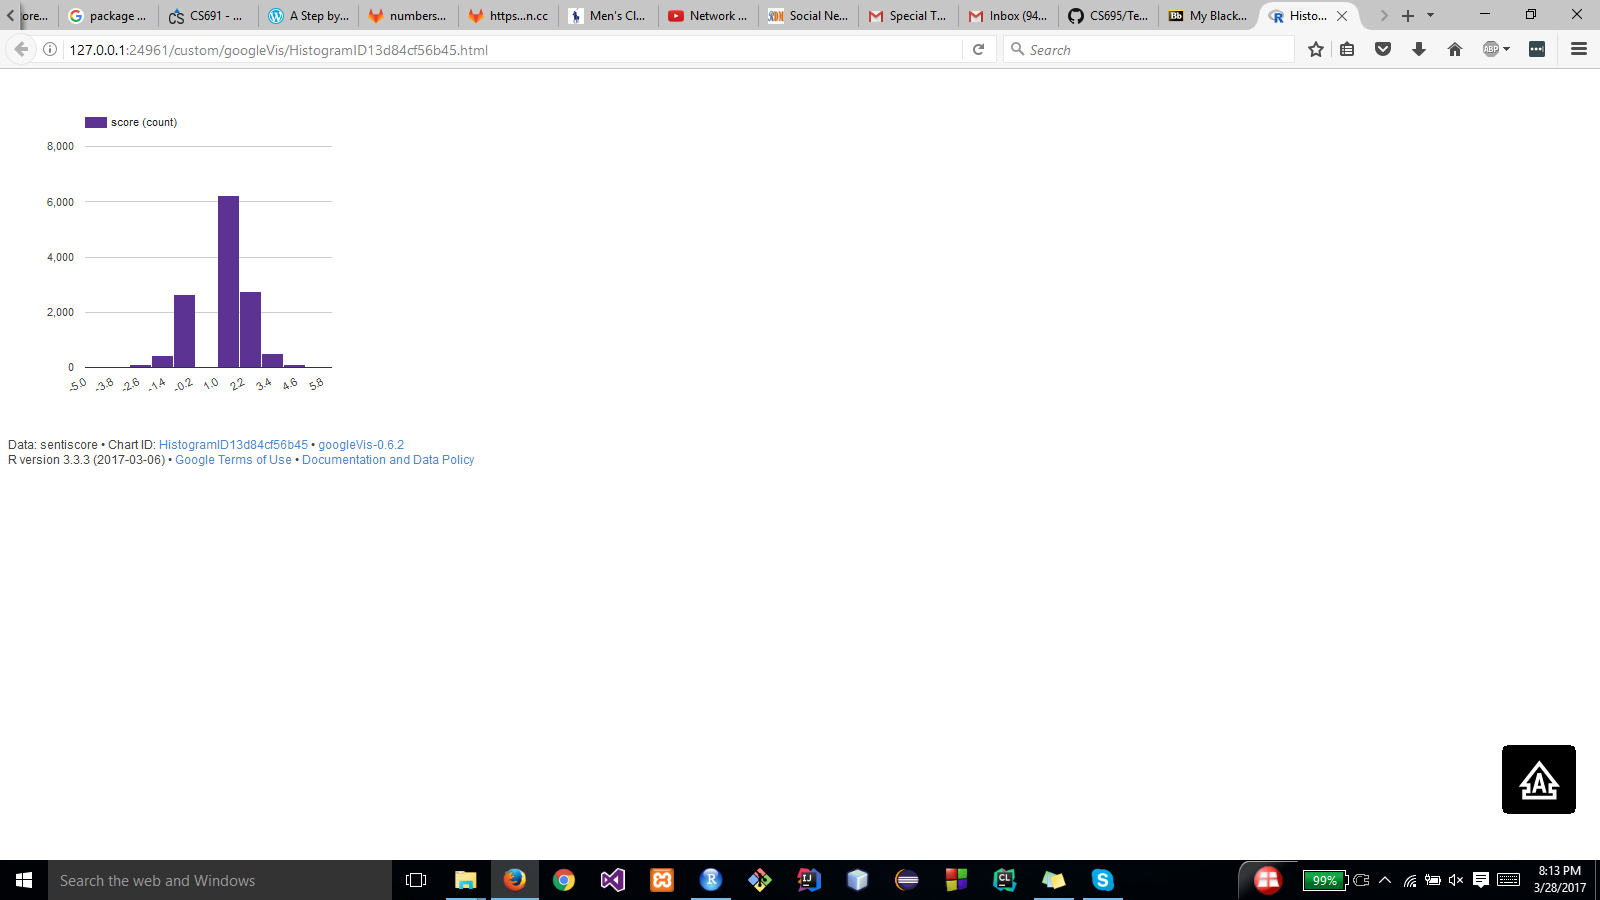 ore...
package ...
CS691 - ...
A Step by...
numbers...
https...n.cc
Men's Cl...
Network ...
Social Ne...
Special T...
Inbox (94...
CS695/Te...
Bb
My Black...
Histo...
127.0.0.1:24961/custom/googleVis/HistogramID13d84cf56b45.html
Search
ABP
score (count)
8,000
6,000
4,000
2,000
0
-5.0
-3.8
-2.6
-1.4
-0.2
1.0
2.2
3.4
4.6
5.8
Data: sentiscore • Chart ID: HistogramID13d84cf56b45 • googleVis-0.6.2
R version 3.3.3 (2017-03-06) • Google Terms of Use • Documentation and Data Policy
A
Search the web and Windows
R
IJ
CL
S
99%
8:13 PM
3/28/2017